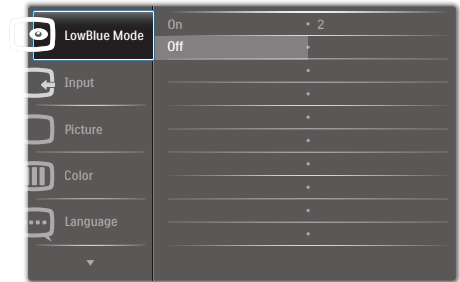 LowBlue Mode
On • 2
Off •
•
Input
•
•
Picture
•
•
Color
•
•
Language
•